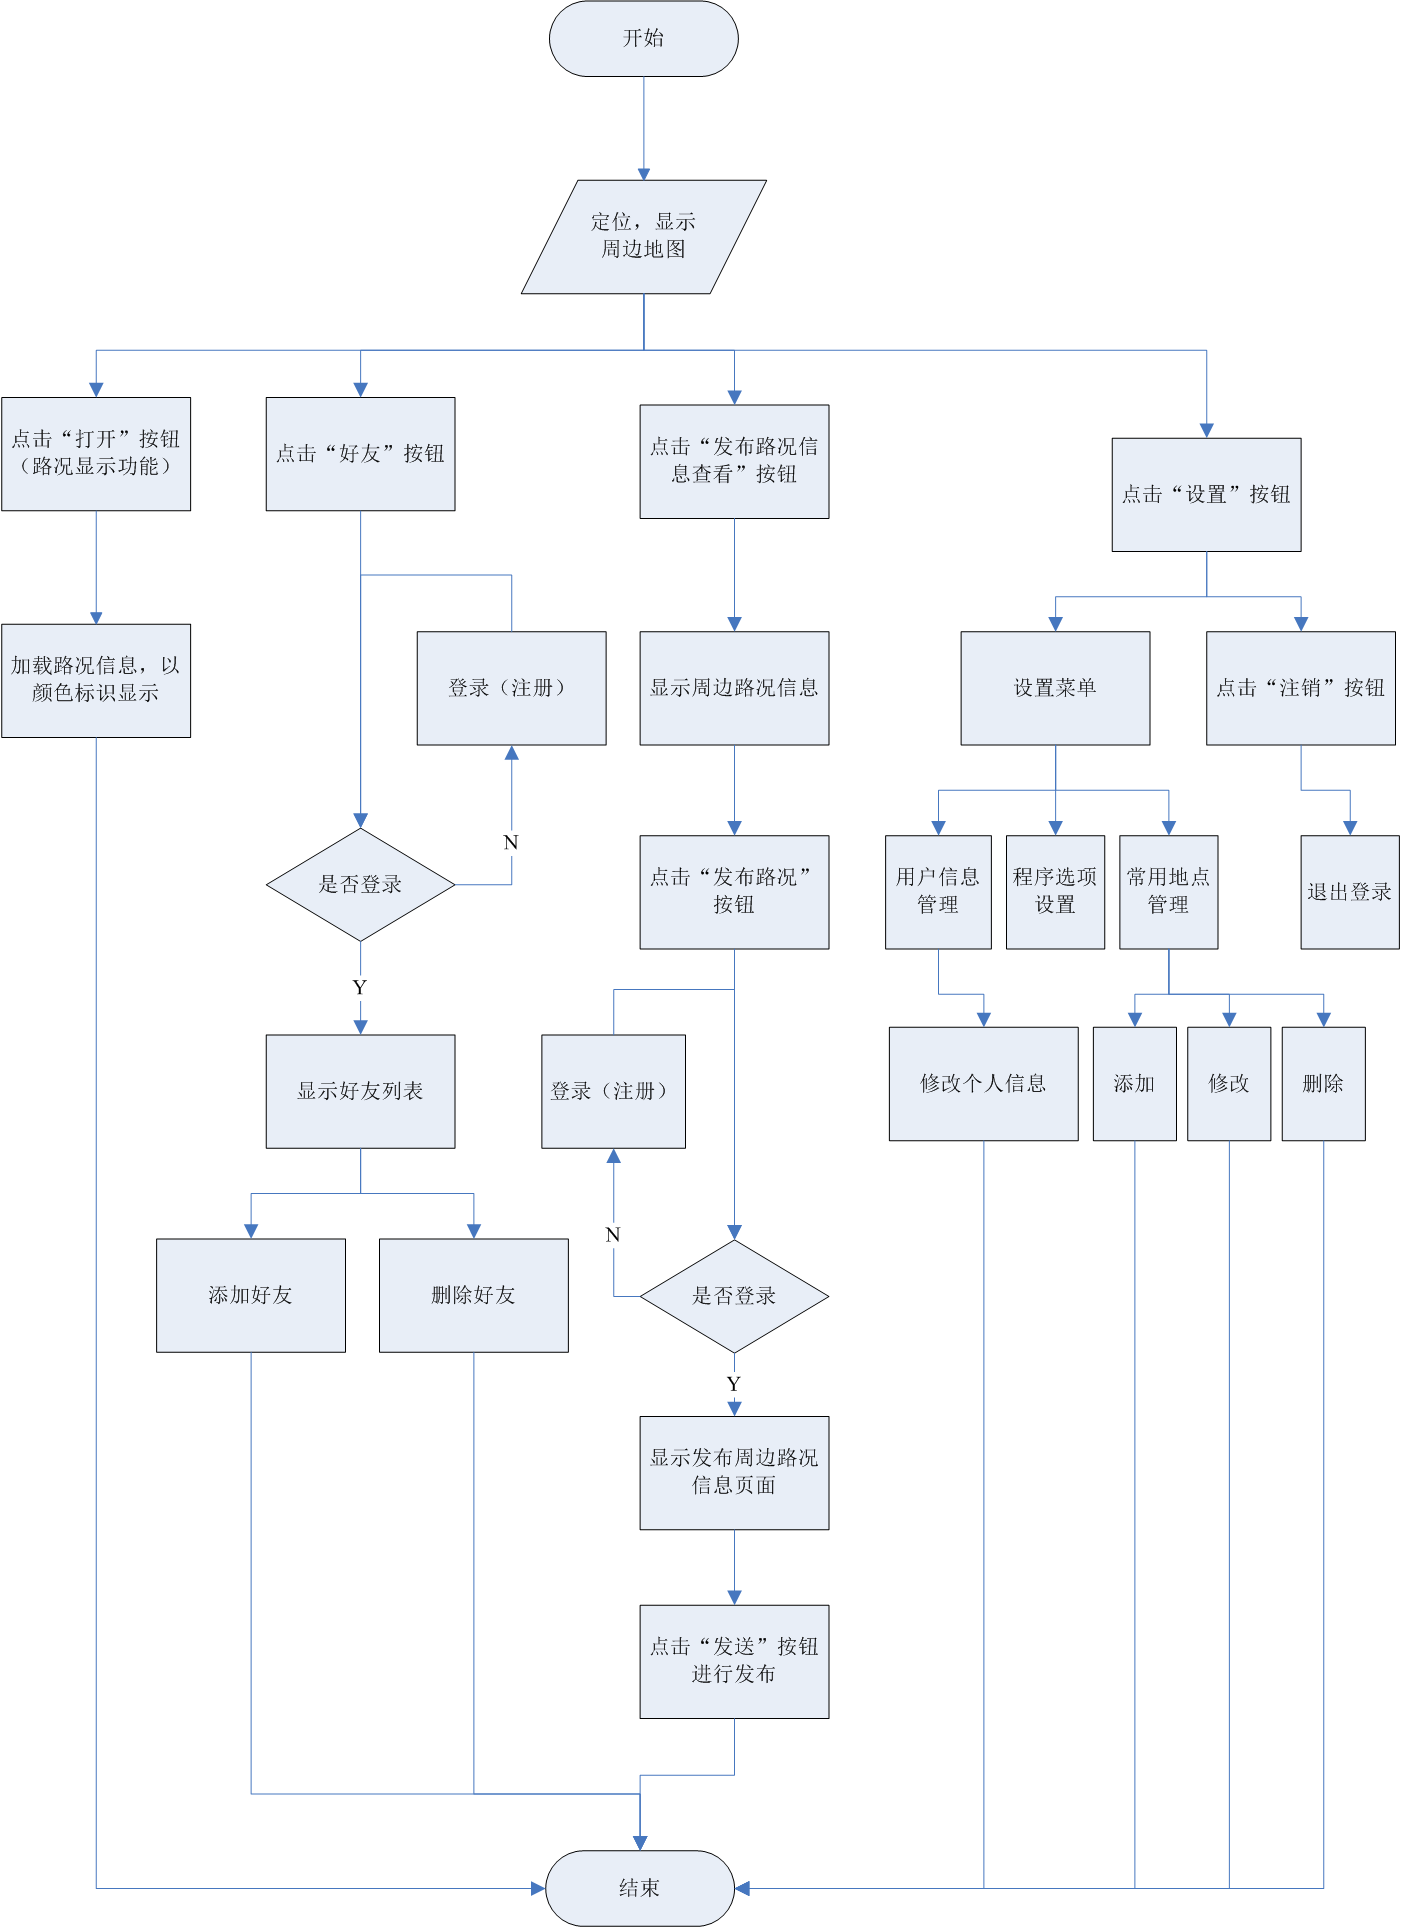 开始
定位，显示
周边地图
点击“打开”按钮
（路况显示功能）
点击“好友”按钮
点击“发布路况信
息查看”按钮
点击“设置”按钮
加载路况信息，以
颜色标识显示
登录（注册）
显示周边路况信息
设置菜单
点击“注销”按钮
N
是否登录
点击“发布路况”
按钮
用户信息
管理
程序选项
设置
常用地点
管理
退出登录
Y
显示好友列表
登录（注册）
修改个人信息
添加
修改
删除
N
添加好友
删除好友
是否登录
Y
显示发布周边路况
信息页面
点击“发送”按钮
进行发布
结束